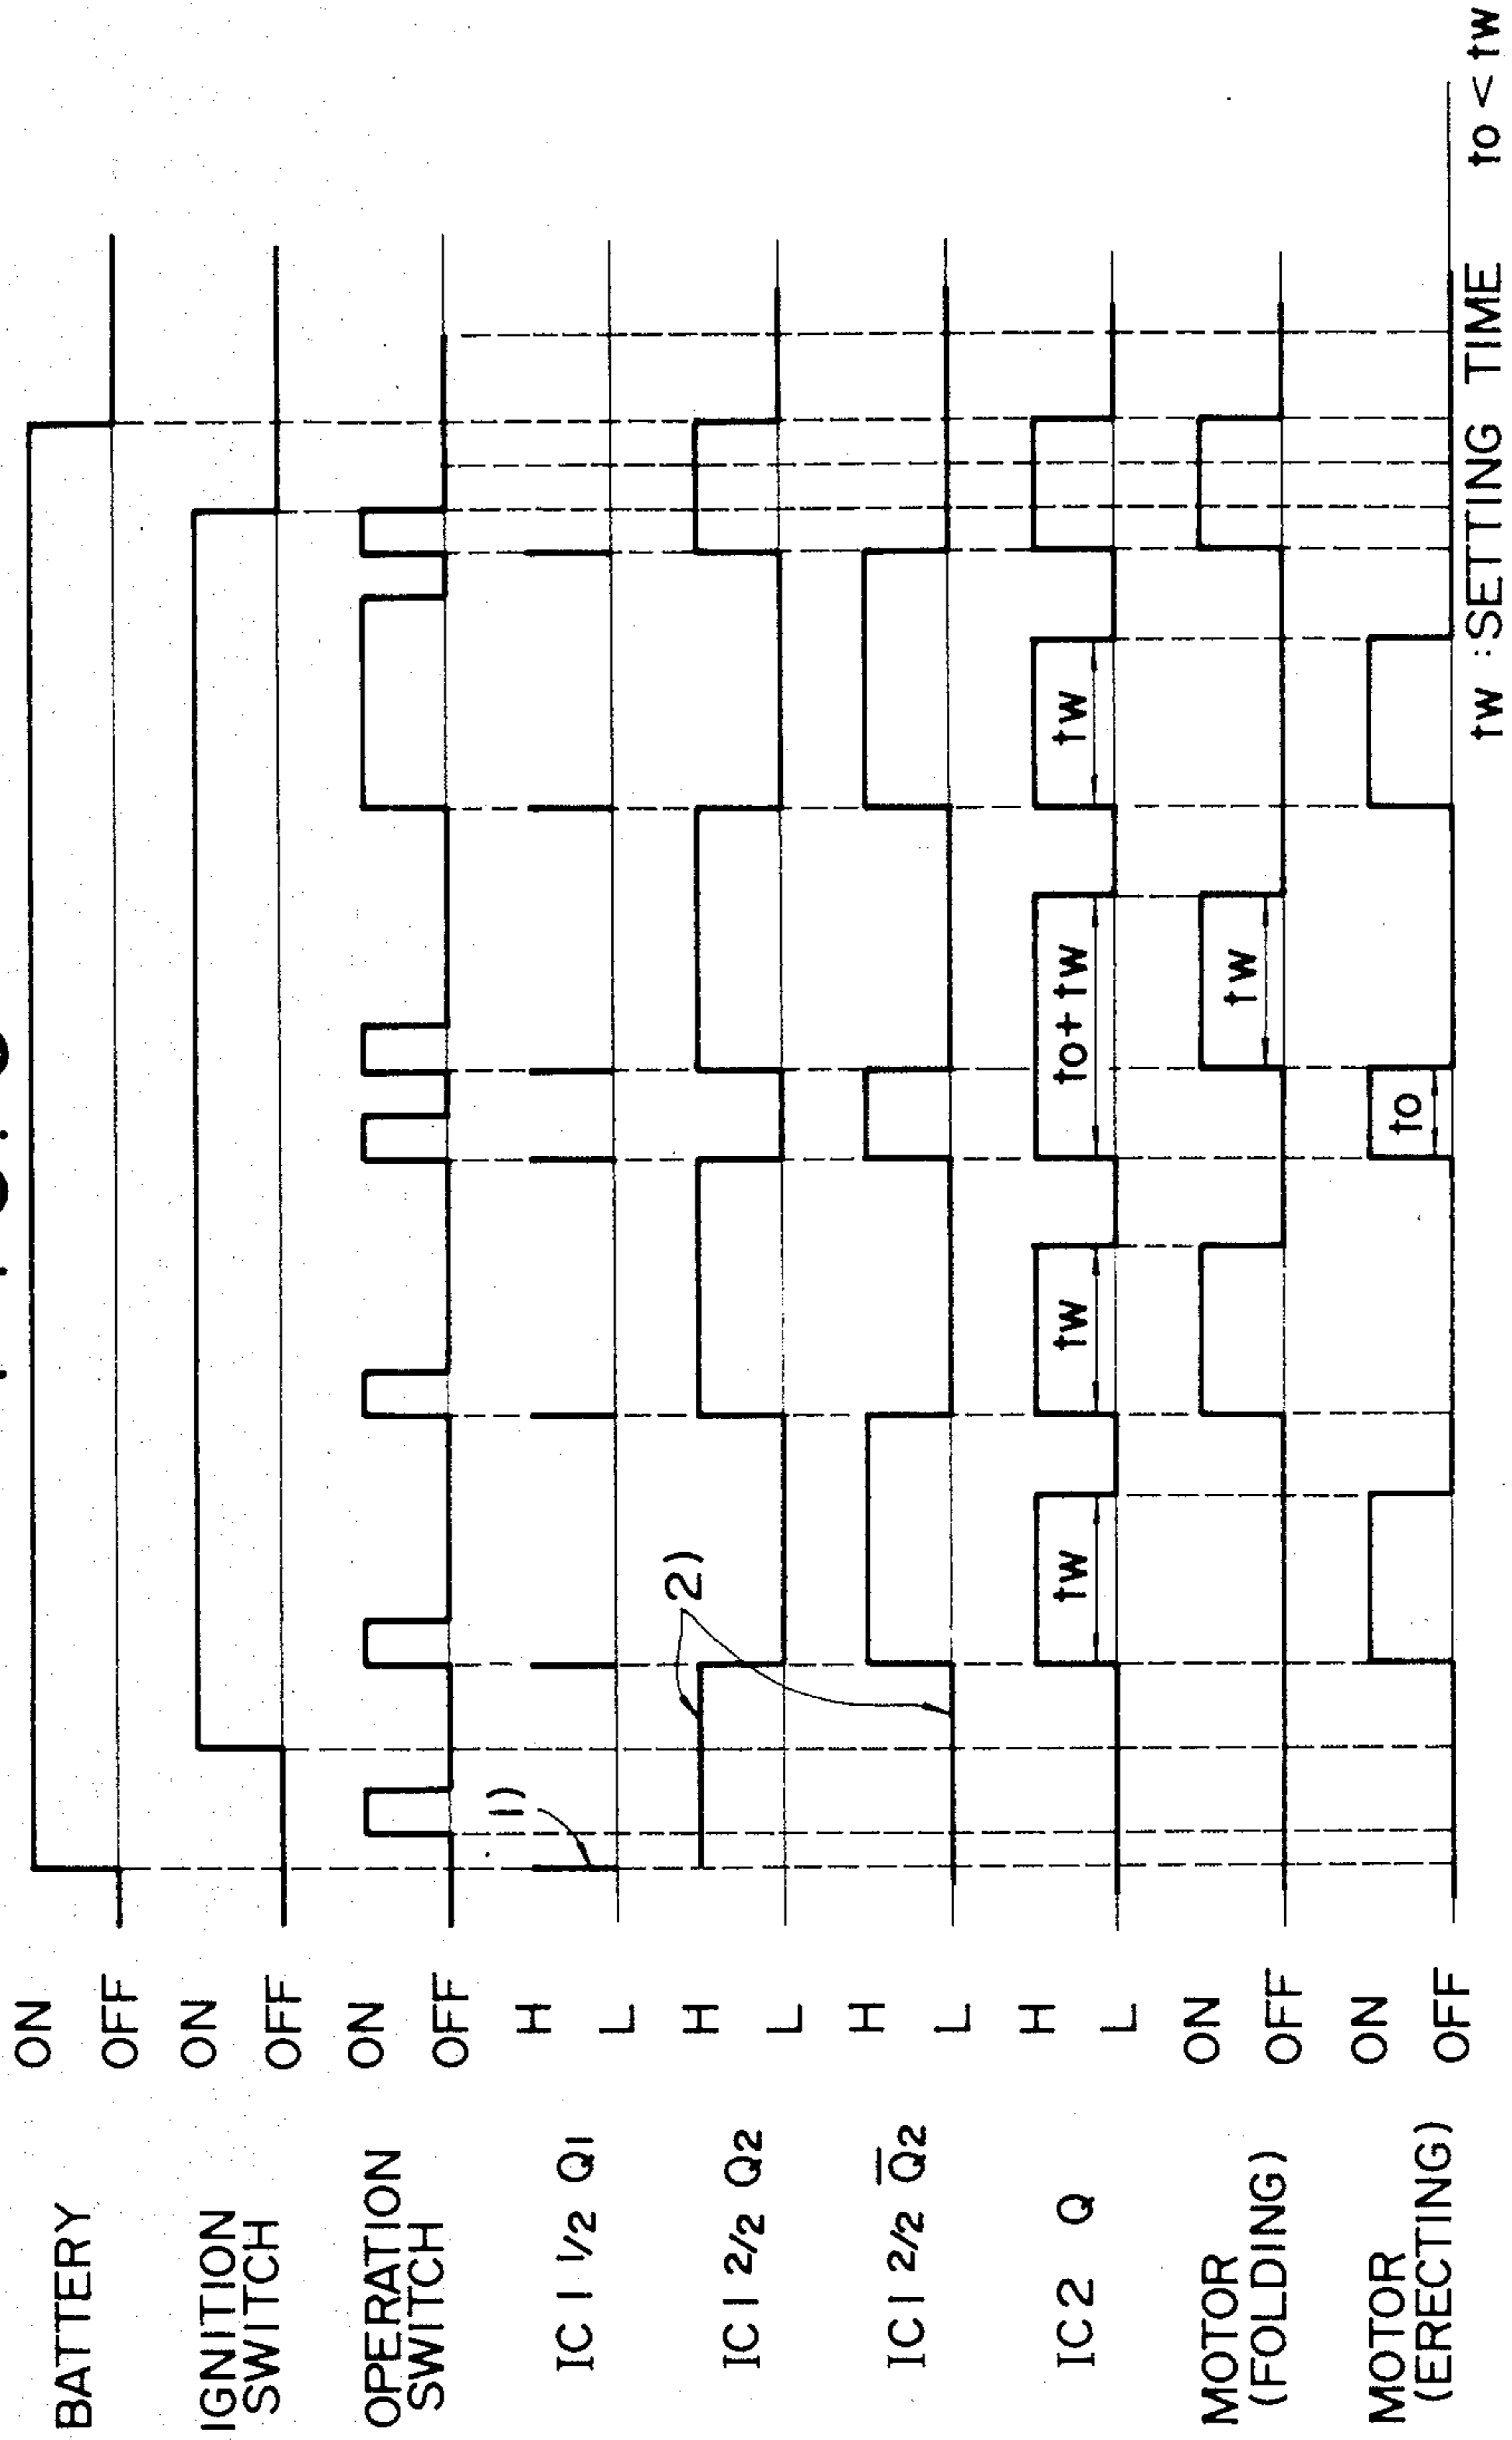 BATTERY
ON
OFF
IGNITION
SWITCH
ON
OFF
OPERATION
SWITCH
ON
OFF
IC1 1/2 Q1
H
L
IC1 2/2 Q2
H
L
IC1 2/2 Q̅2
H
L
IC2 Q
H
L
MOTOR
(FOLDING)
ON
OFF
MOTOR
(ERECTING)
ON
OFF
1)
2)
tw
tw
to+tw
tw
tw
to
tw : SETTING TIME to < tw